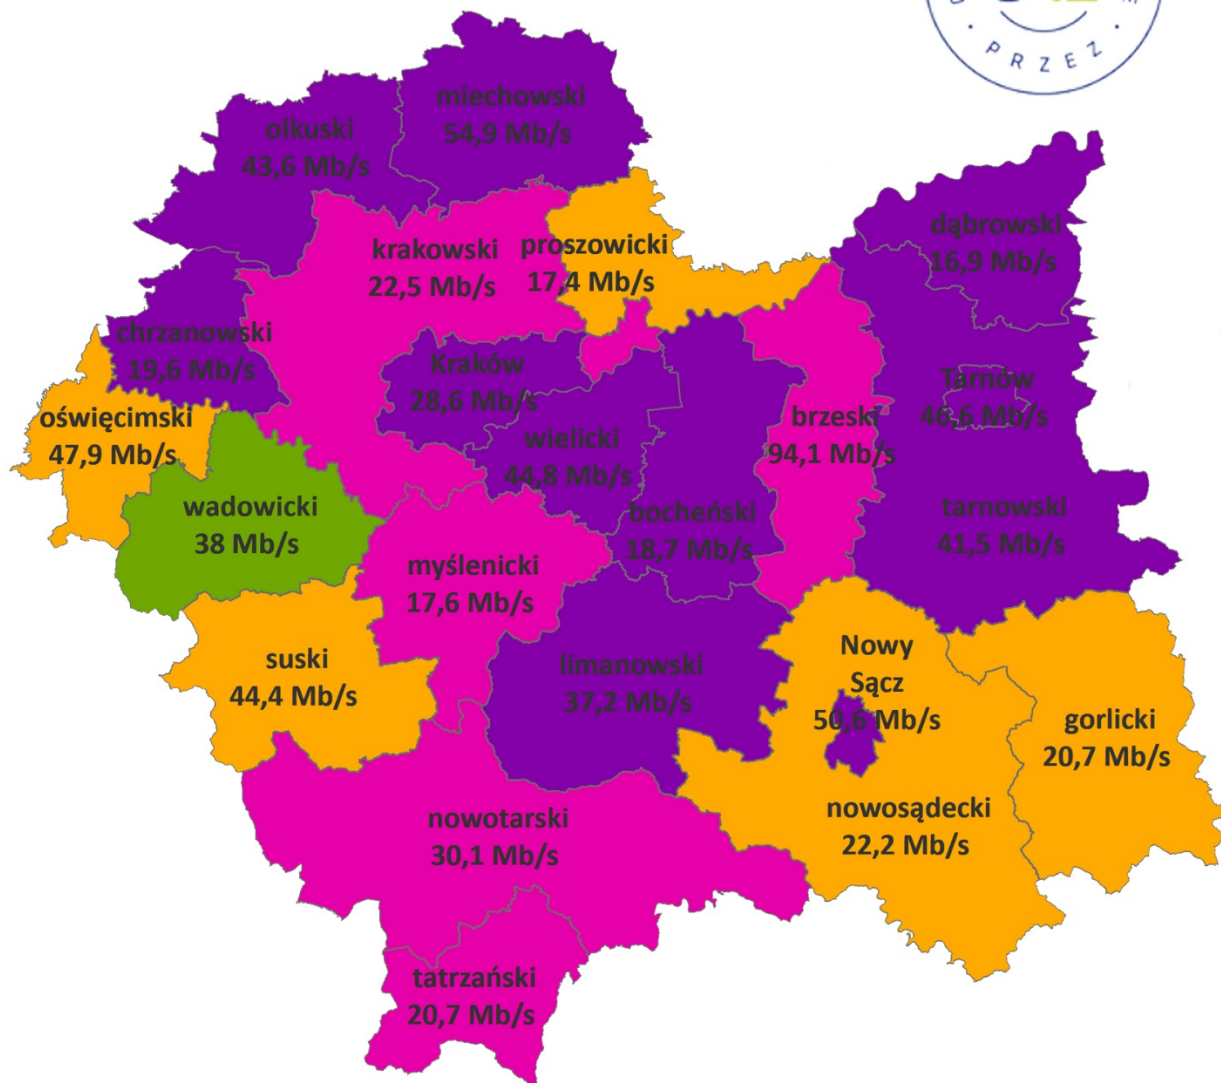 PRZEZ
miechowski
54,9 Mb/s
olkuski
43,6 Mb/s
dąbrowski
16,9 Mb/s
krakowski
22,5 Mb/s
proszowicki
17,4 Mb/s
chrzanowski
19,6 Mb/s
Kraków
28,6 Mb/s
Tarnów
46,6 Mb/s
oświęcimski
47,9 Mb/s
wielicki
44,8 Mb/s
brzeski
94,1 Mb/s
wadowicki
38 Mb/s
bocheński
18,7 Mb/s
tarnowski
41,5 Mb/s
myślenicki
17,6 Mb/s
suski
44,4 Mb/s
limanowski
37,2 Mb/s
Nowy
Sącz
50,6 Mb/s
gorlicki
20,7 Mb/s
nowotarski
30,1 Mb/s
nowosądecki
22,2 Mb/s
tatrzański
20,7 Mb/s